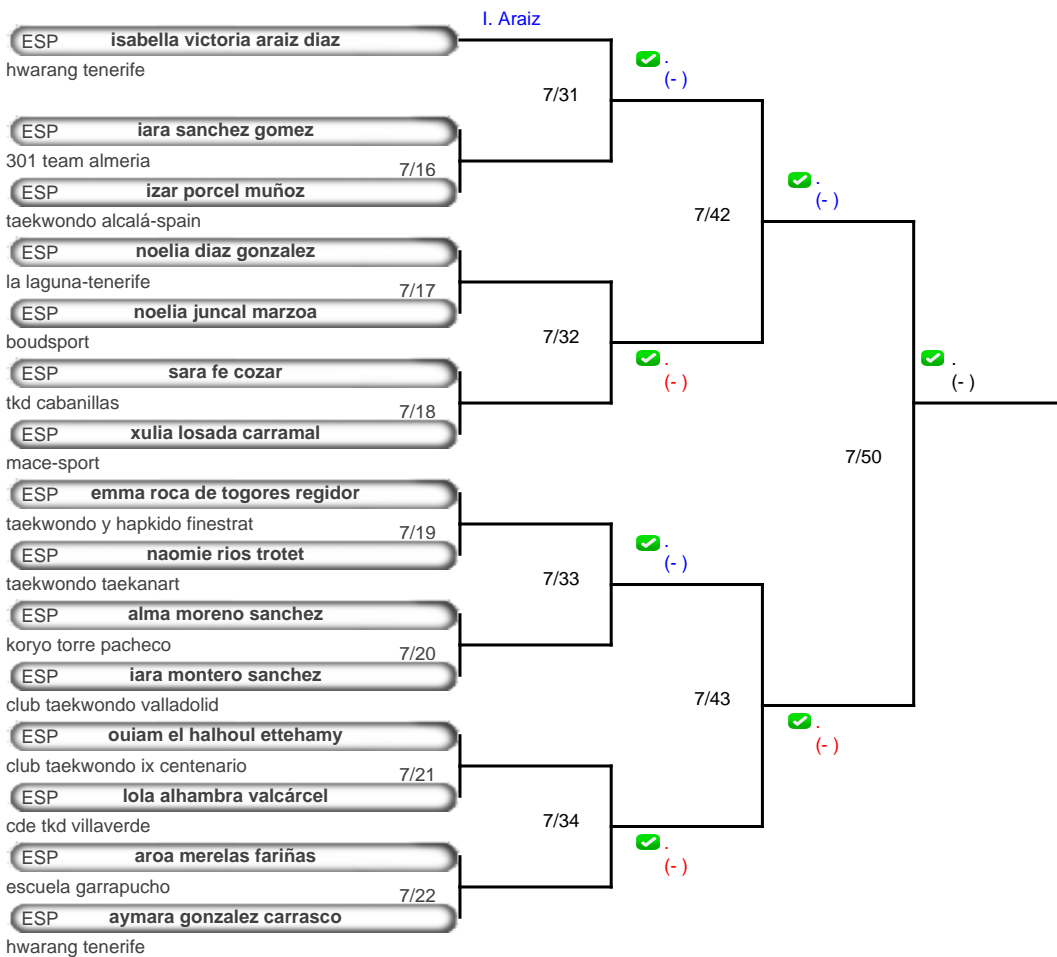 I. Araiz
ESP isabella victoria araiz diaz
hwarang tenerife
.
(- )
7/31
ESP iara sanchez gomez
301 team almeria
7/16
ESP izar porcel muñoz
taekwondo alcalá-spain
.
(- )
7/42
ESP noelia diaz gonzalez
la laguna-tenerife
7/17
ESP noelia juncal marzoa
boudsport
7/32
.
(- )
ESP sara fe cozar
tkd cabanillas
7/18
ESP xulia losada carramal
mace-sport
.
(- )
7/50
ESP emma roca de togores regidor
taekwondo y hapkido finestrat
7/19
ESP naomie rios trotet
taekwondo taekanart
.
(- )
7/33
ESP alma moreno sanchez
koryo torre pacheco
7/20
ESP iara montero sanchez
club taekwondo valladolid
7/43
.
(- )
ESP ouiam el halhoul ettehamy
club taekwondo ix centenario
7/21
ESP lola alhambra valcárcel
cde tkd villaverde
7/34
.
(- )
ESP aroa merelas fariñas
escuela garrapucho
7/22
ESP aymara gonzalez carrasco
hwarang tenerife